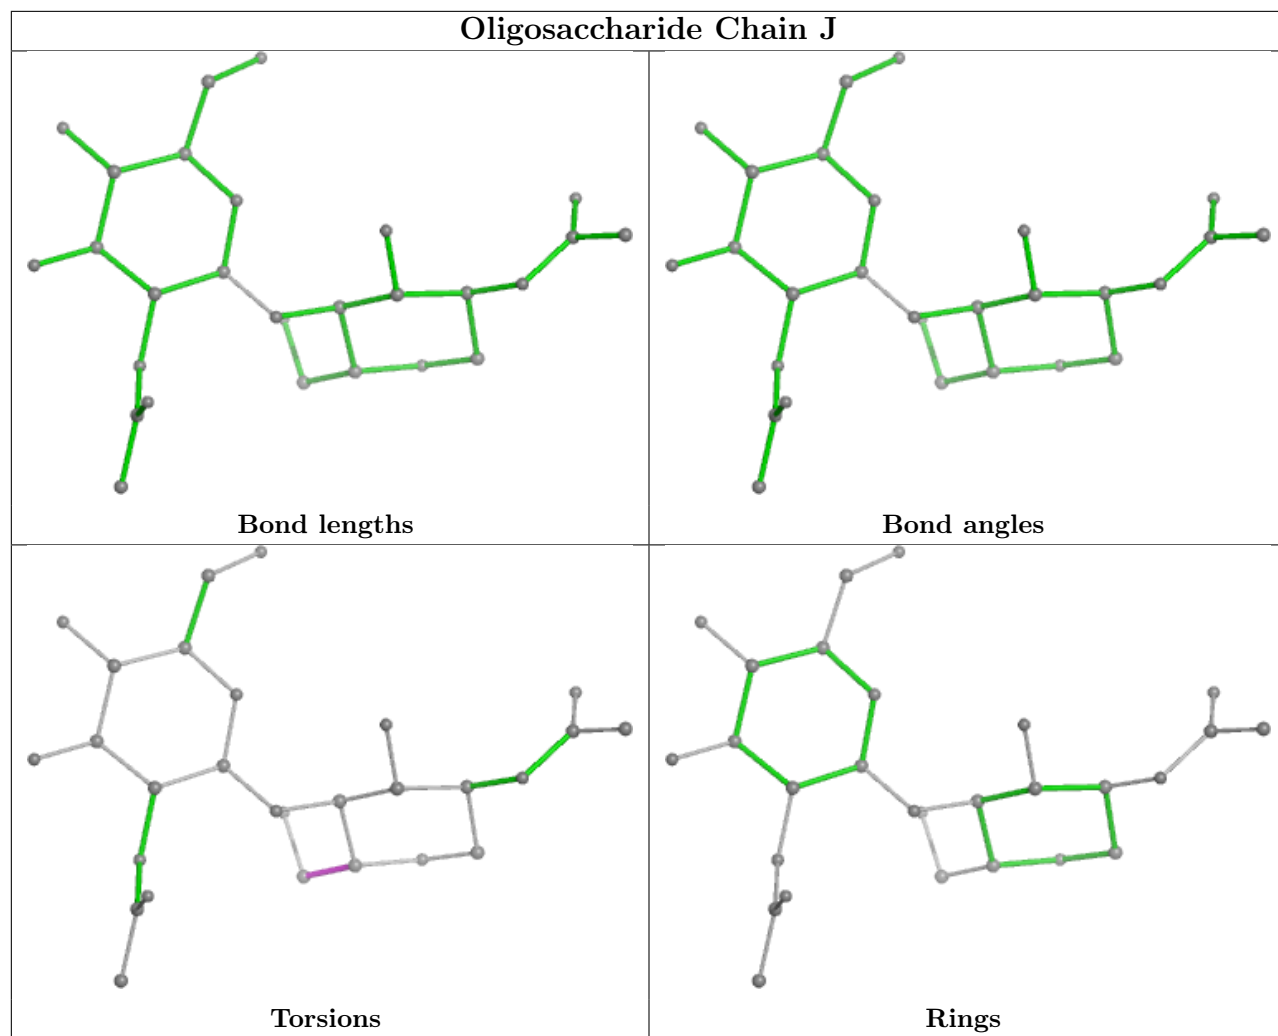 Oligosaccharide Chain J
Bond lengths
Bond angles
Torsions
Rings